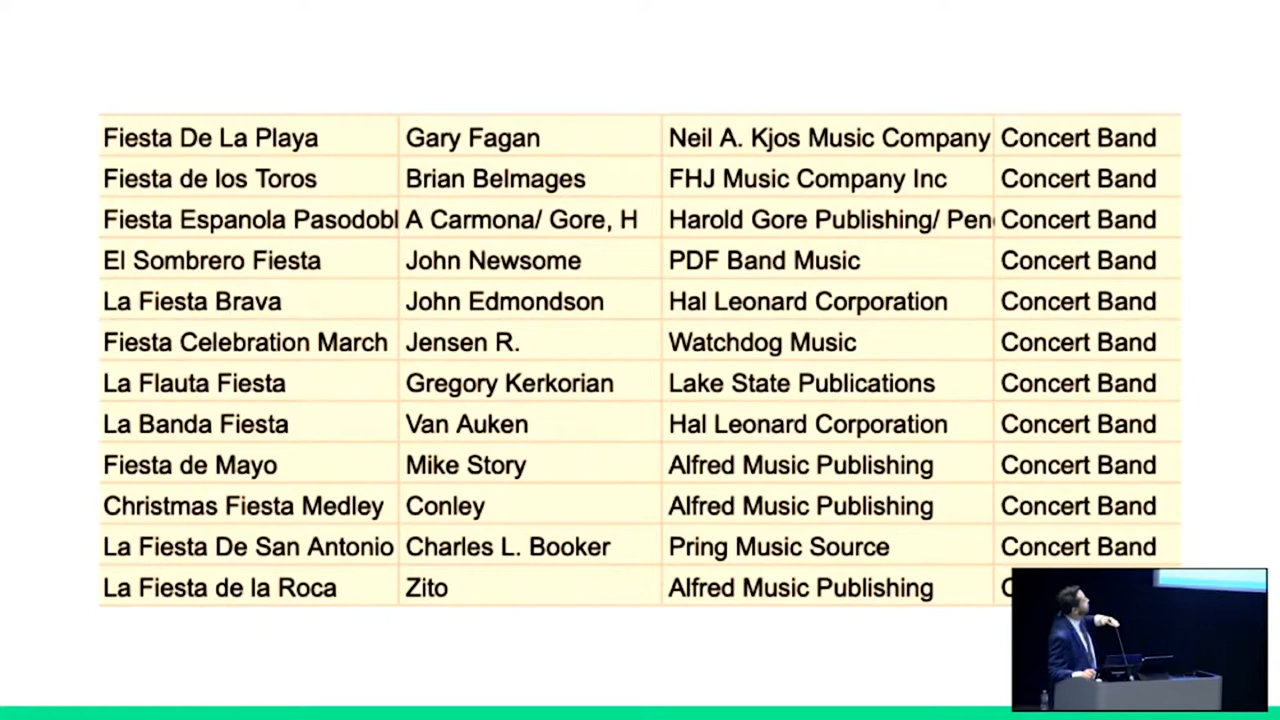 Fiesta De La Playa Gary Fagan Neil A. Kjos Music Company Concert Band
Fiesta de los Toros Brian Belmages FHJ Music Company Inc Concert Band
Fiesta Espanola Pasodobl A Carmona/ Gore, H Harold Gore Publishing/ Pen Concert Band
El Sombrero Fiesta John Newsome PDF Band Music Concert Band
La Fiesta Brava John Edmondson Hal Leonard Corporation Concert Band
Fiesta Celebration March Jensen R. Watchdog Music Concert Band
La Flauta Fiesta Gregory Kerkorian Lake State Publications Concert Band
La Banda Fiesta Van Auken Hal Leonard Corporation Concert Band
Fiesta de Mayo Mike Story Alfred Music Publishing Concert Band
Christmas Fiesta Medley Conley Alfred Music Publishing Concert Band
La Fiesta De San Antonio Charles L. Booker Pring Music Source Concert Band
La Fiesta de la Roca Zito Alfred Music Publishing